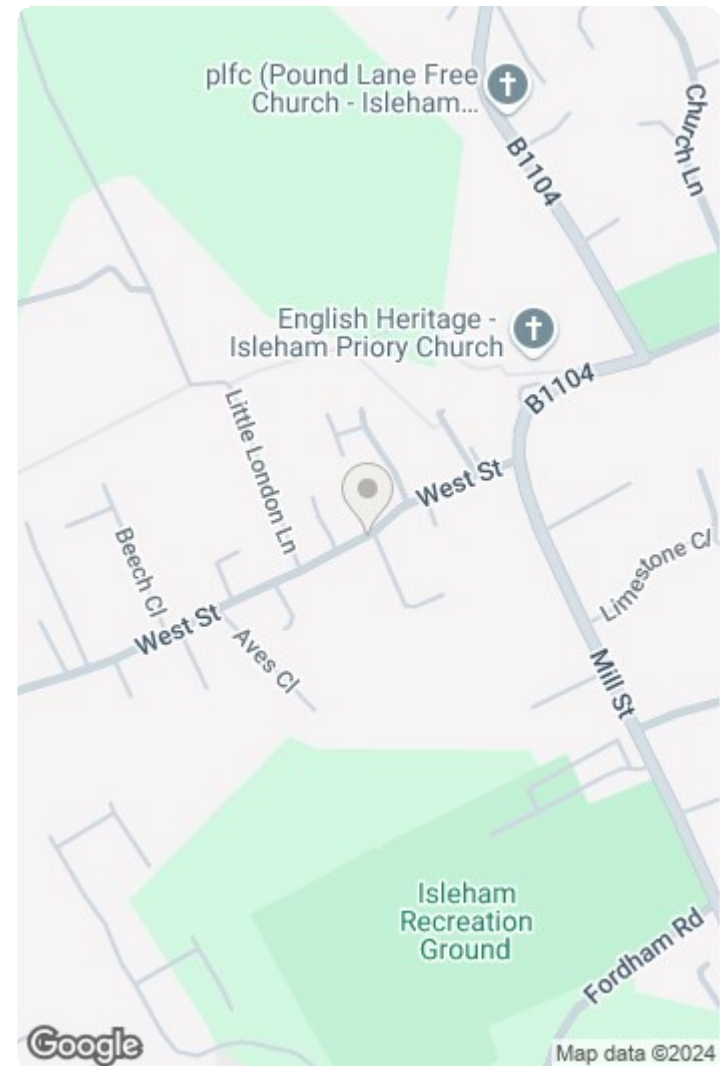 plfc (Pound Lane Free
Church - Isleham...
Church Ln
B1104
English Heritage -
Isleham Priory Church
B1104
Little London Ln
West St
Beech Cl
Limestone Cl
West St
Aves Cl
Mill St
Isleham
Recreation
Ground
Fordham Rd
Google
Map data ©2024